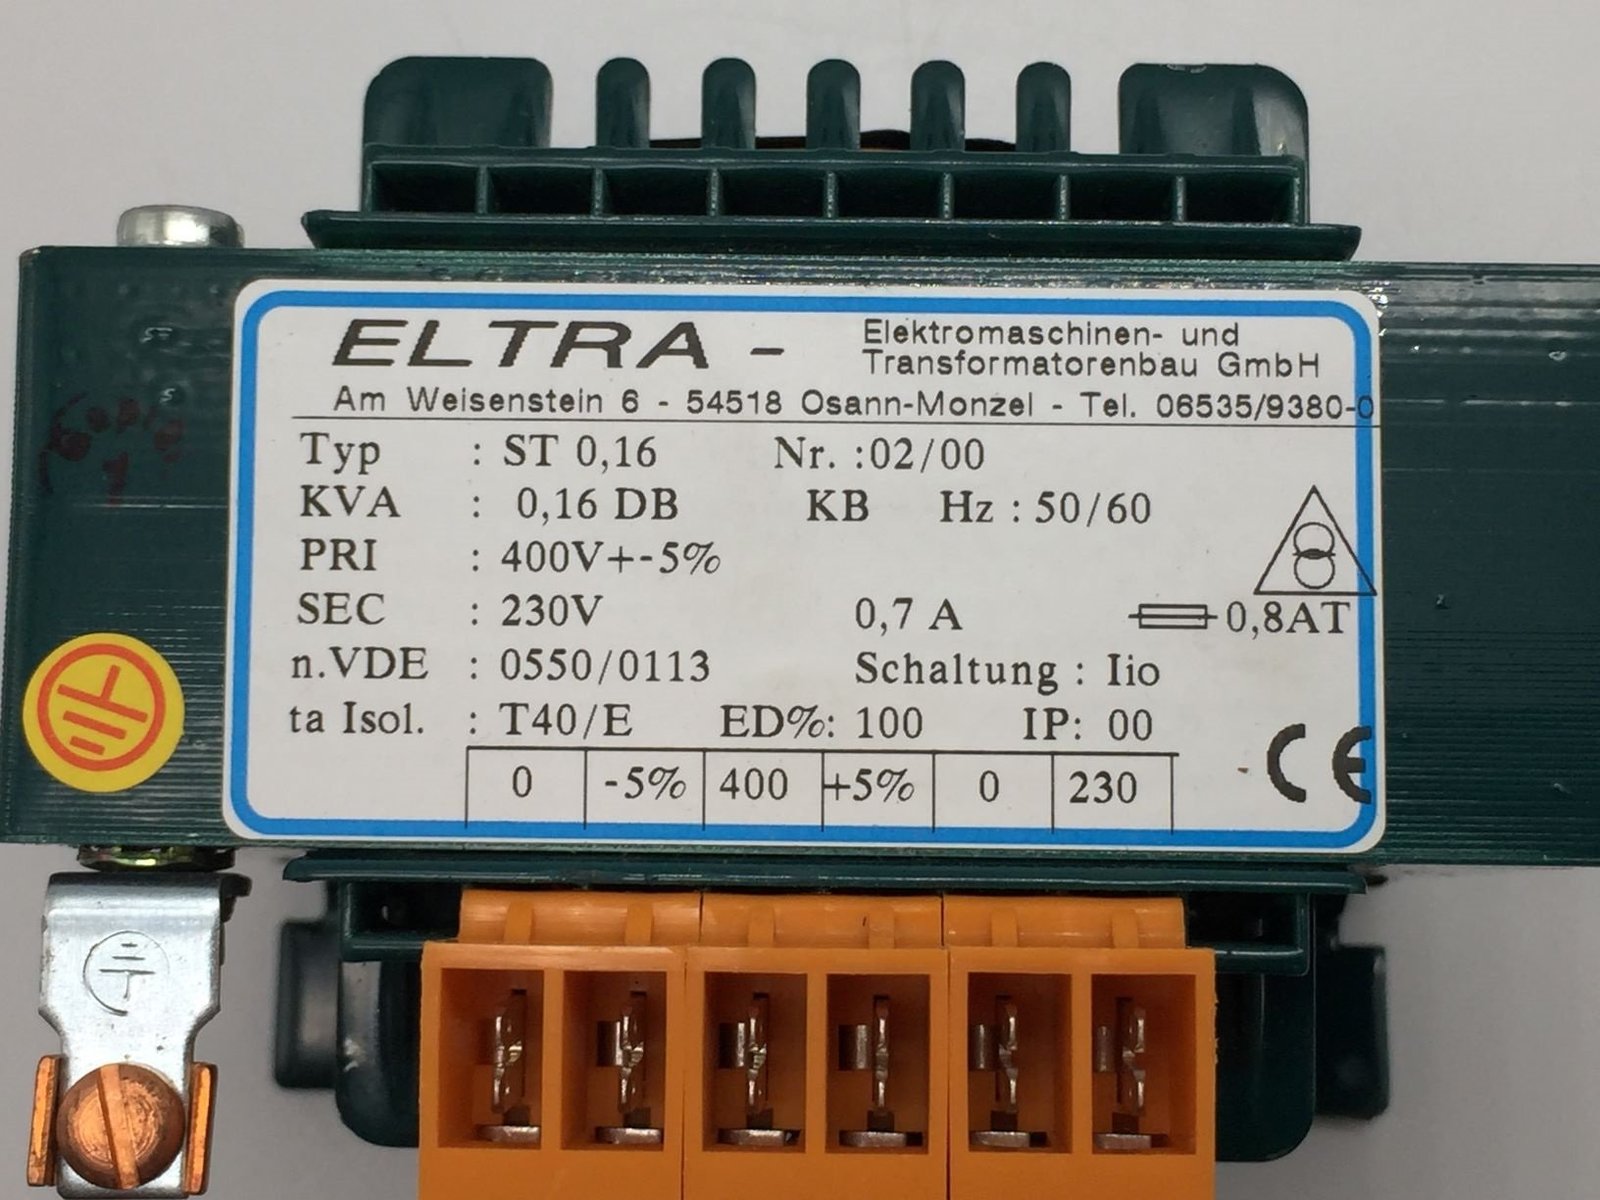 ELTRA - Elektromaschinen- und
Transformatorenbau GmbH
Am Weisenstein 6 - 54518 Osann-Monzel - Tel. 06535/9380-0
Typ : ST 0,16 Nr. :02/00
KVA : 0,16 DB KB Hz : 50/60
PRI : 400V+-5%
SEC : 230V 0,7 A 0,8AT
n.VDE : 0550/0113 Schaltung : Iio
ta Isol. : T40/E ED%: 100 IP: 00
0 -5% 400 +5% 0 230
CE